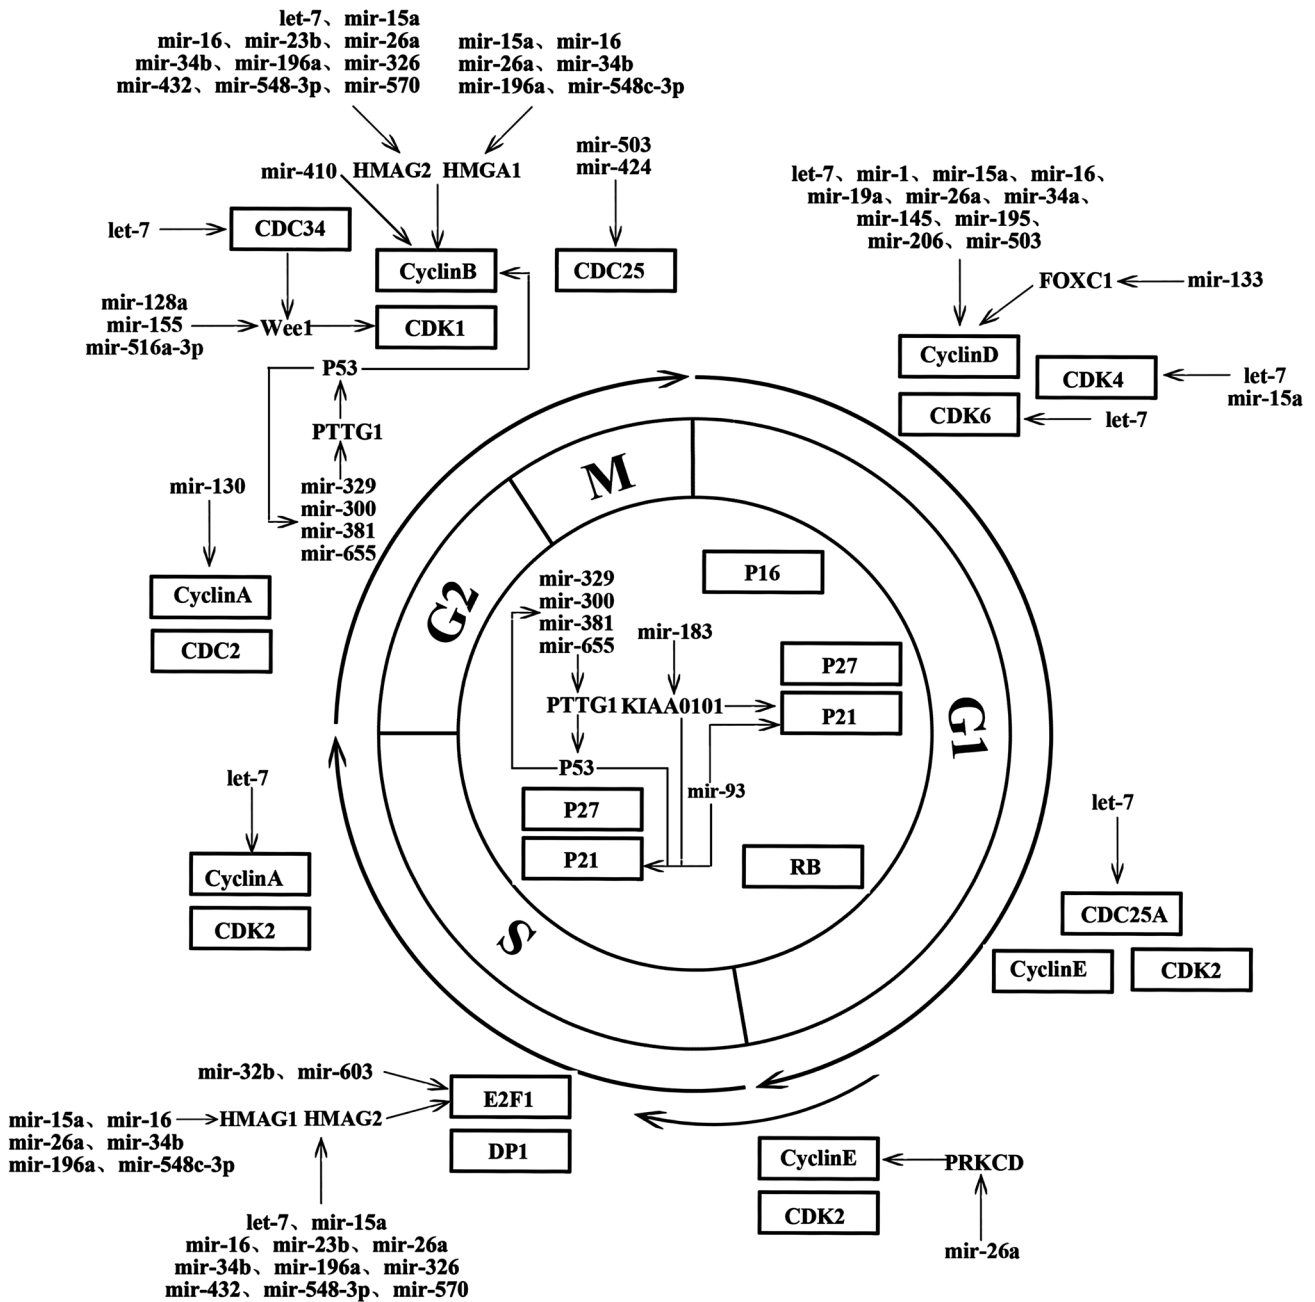 let-7、mir-15a
mir-16、mir-23b、mir-26a
mir-34b、mir-196a、mir-326
mir-432、mir-548-3p、mir-570
mir-15a、mir-16
mir-26a、mir-34b
mir-196a、mir-548c-3p
mir-410
HMAG2 HMGA1
mir-503
mir-424
let-7
CDC34
CyclinB
CDC25
mir-128a
mir-155
mir-516a-3p
Wee1
CDK1
P53
PTTG1
mir-329
mir-300
mir-381
mir-655
let-7、mir-1、mir-15a、mir-16、
mir-19a、mir-26a、mir-34a、
mir-145、mir-195、
mir-206、mir-503
FOXC1
mir-133
CyclinD
CDK4
let-7
mir-15a
CDK6
let-7
mir-130
CyclinA
CDC2
M
G2
G1
S
P16
mir-329
mir-300
mir-381
mir-655
mir-183
P27
PTTG1 KIAA0101
P21
P53
mir-93
P27
P21
RB
let-7
CyclinA
CDK2
let-7
CDC25A
CyclinE
CDK2
mir-32b、mir-603
E2F1
mir-15a、mir-16
mir-26a、mir-34b
mir-196a、mir-548c-3p
HMAG1 HMAG2
DP1
let-7、mir-15a
mir-16、mir-23b、mir-26a
mir-34b、mir-196a、mir-326
mir-432、mir-548-3p、mir-570
CyclinE
PRKCD
CDK2
mir-26a